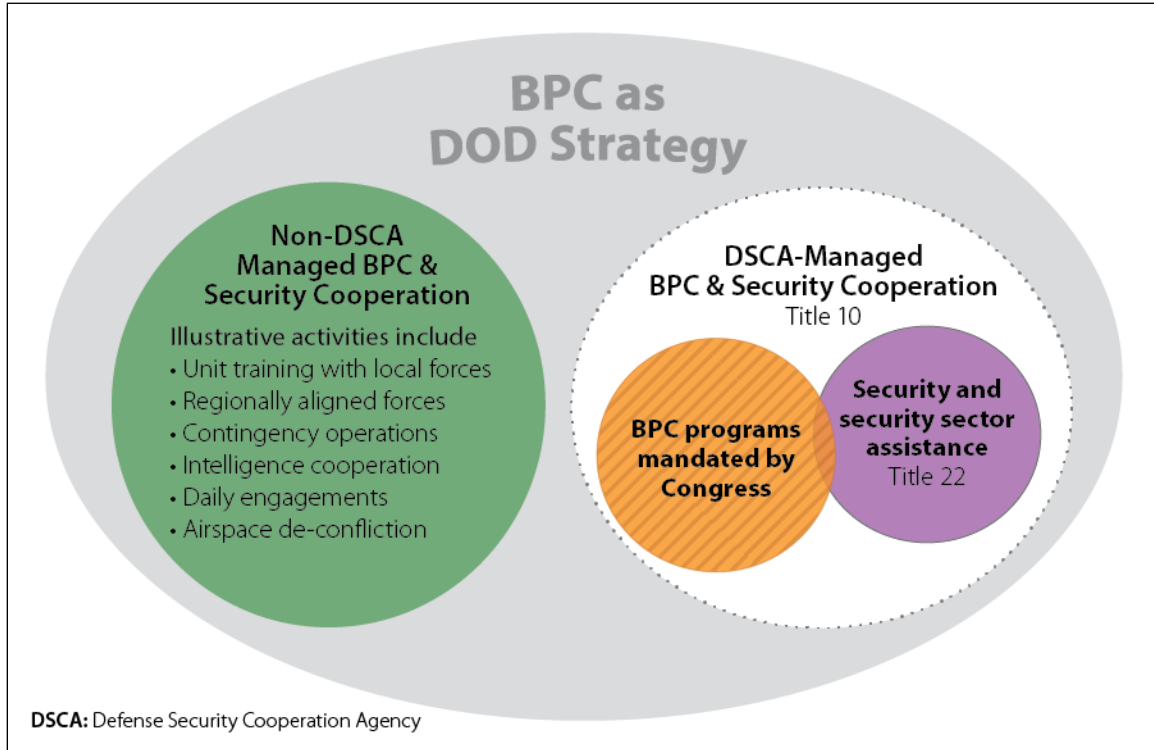 BPC as
DOD Strategy
Non-DSCA
Managed BPC &
Security Cooperation
Illustrative activities include
• Unit training with local forces
• Regionally aligned forces
• Contingency operations
• Intelligence cooperation
• Daily engagements
• Airspace de-confliction
DSCA-Managed
BPC & Security Cooperation
Title 10
BPC programs
mandated by
Congress
Security and
security sector
assistance
Title 22
DSCA: Defense Security Cooperation Agency